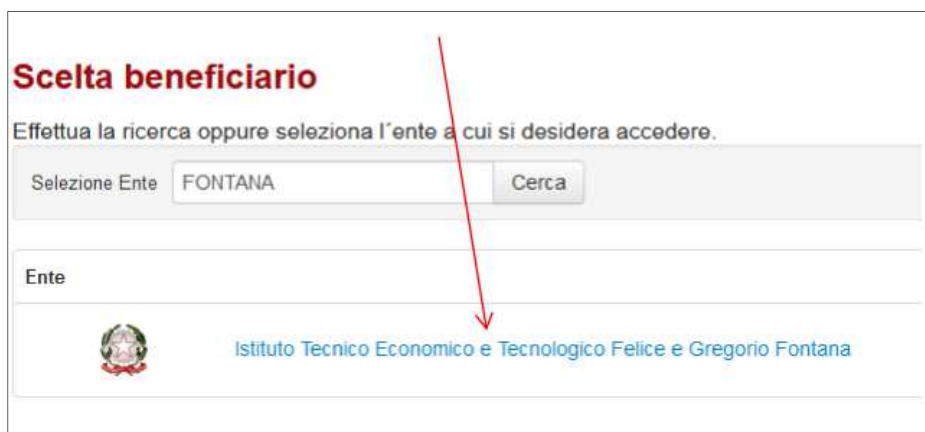 Scelta beneficiario
Effettua la ricerca oppure seleziona l´ente a cui si desidera accedere.
Selezione Ente FONTANA Cerca
Ente
Istituto Tecnico Economico e Tecnologico Felice e Gregorio Fontana